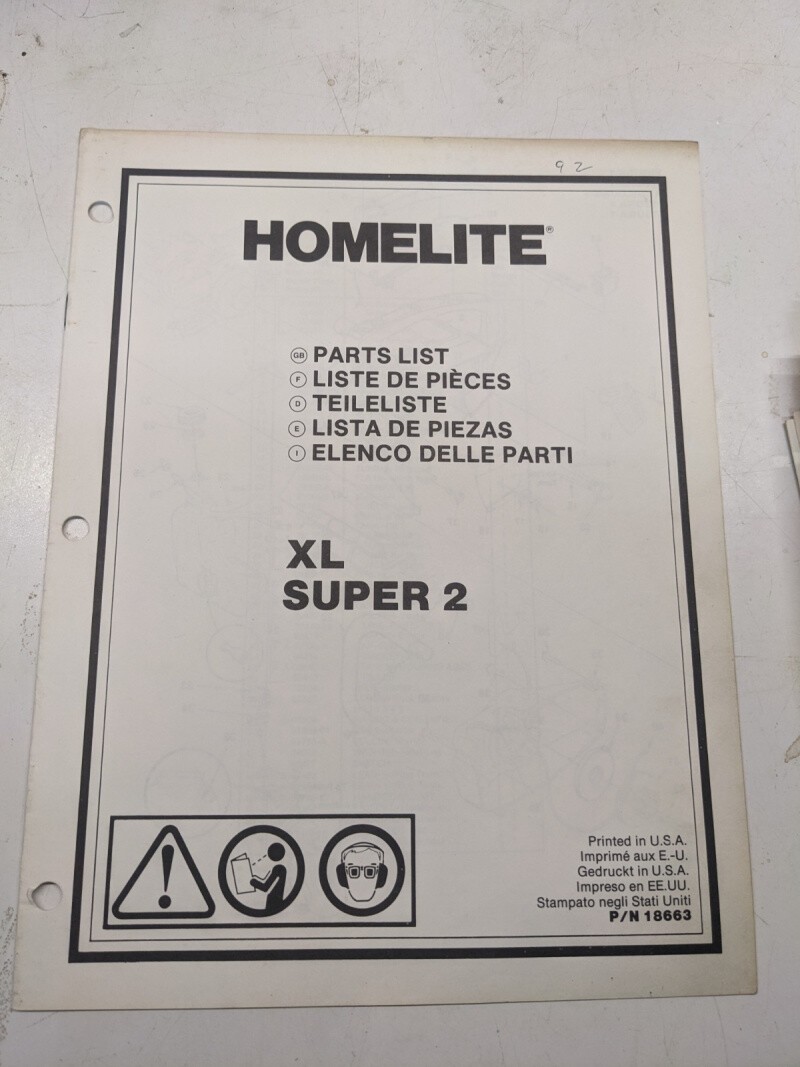 92
HOMELITE®
GB PARTS LIST
F LISTE DE PIÈCES
D TEILELISTE
E LISTA DE PIEZAS
I ELENCO DELLE PARTI
XL
SUPER 2
Printed in U.S.A.
Imprimé aux E.-U.
Gedruckt in U.S.A.
Impreso en EE.UU.
Stampato negli Stati Uniti
P/N 18663